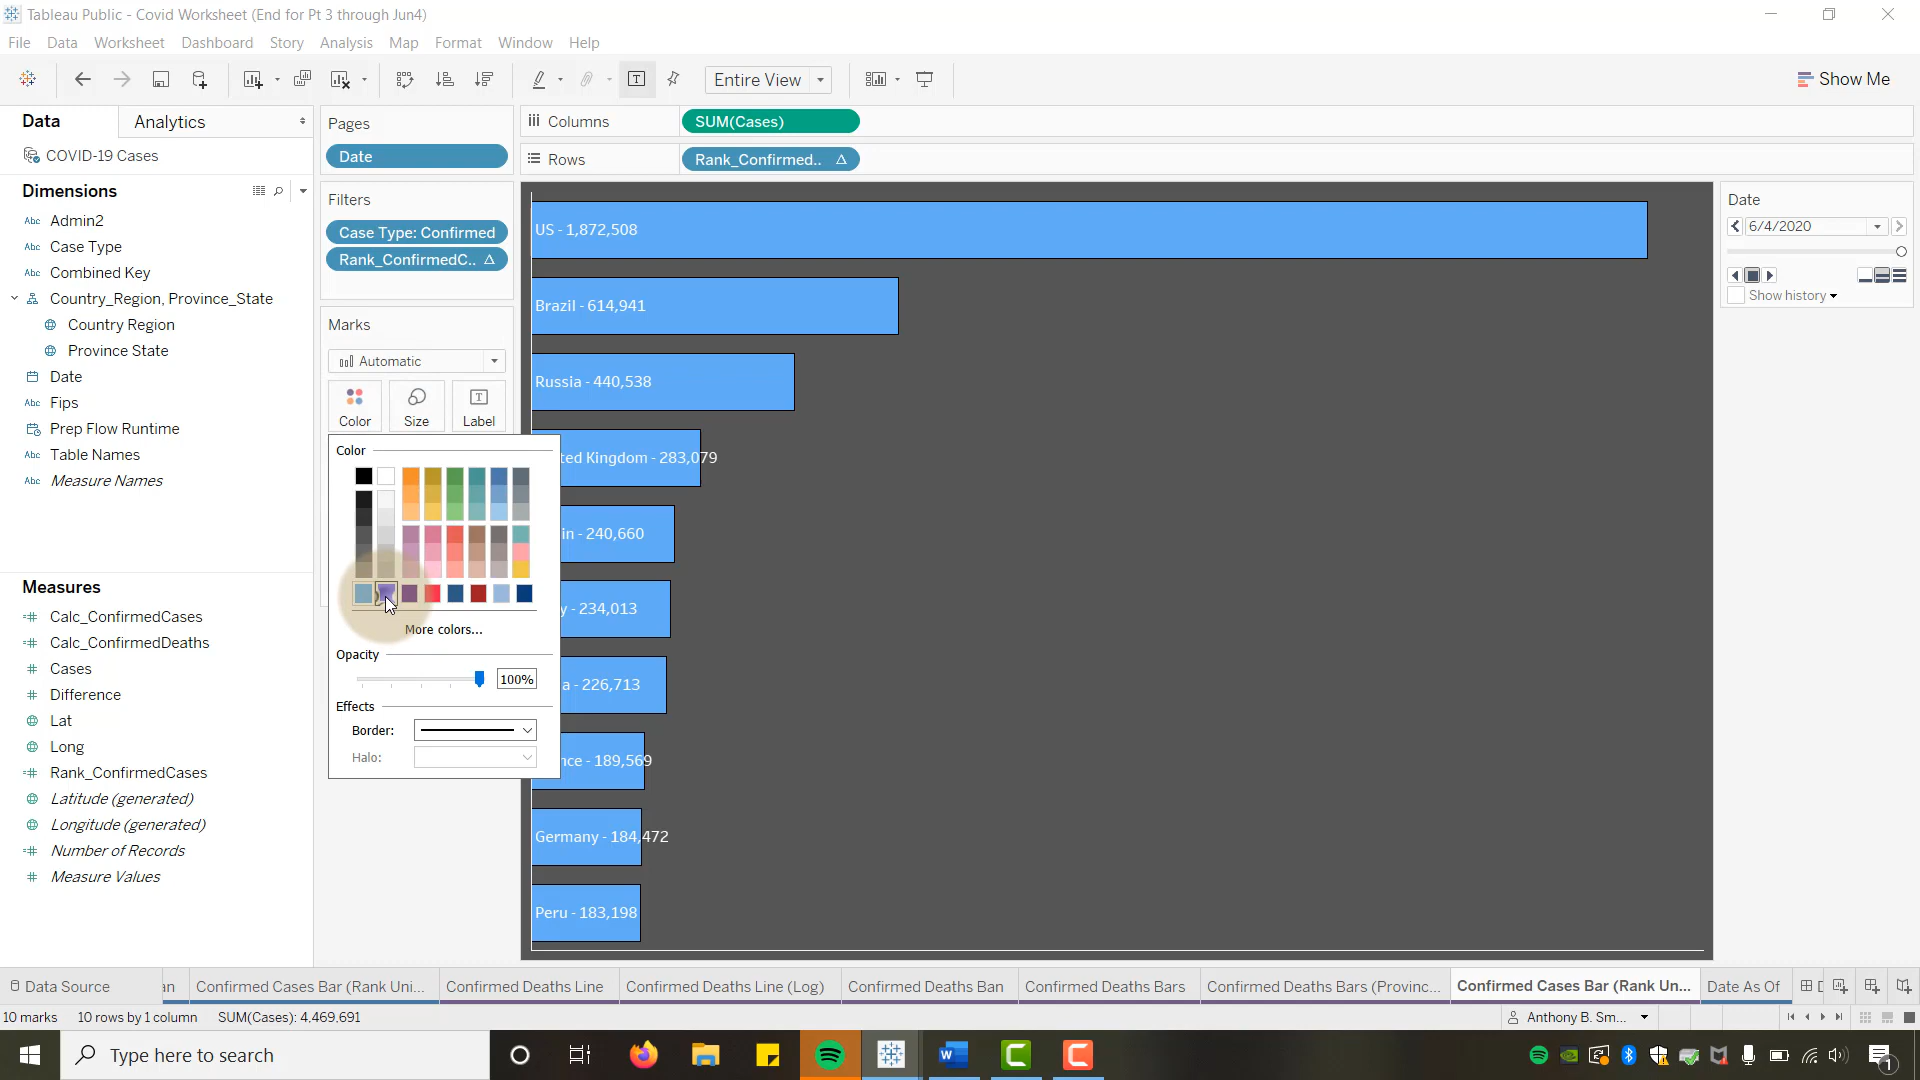 Tableau Public - Covid Worksheet (End for Pt 3 through Jun4)
File Data Worksheet Dashboard Story Analysis Map Format Window Help
Entire View
Show Me
Data
Analytics
COVID-19 Cases
Dimensions
Abc Admin2
Abc Case Type
Abc Combined Key
Country_Region, Province_State
Country Region
Province State
Date
Abc Fips
Prep Flow Runtime
Abc Table Names
Abc Measure Names
Measures
Calc_ConfirmedCases
Calc_ConfirmedDeaths
Cases
Difference
Lat
Long
Rank_ConfirmedCases
Latitude (generated)
Longitude (generated)
Number of Records
Measure Values
Pages
Date
Filters
Case Type: Confirmed
Rank_ConfirmedC..
Marks
Automatic
Color Size Label
Color
More colors...
Opacity
100%
Effects
Border:
Halo:
Columns SUM(Cases)
Rows Rank_Confirmed..
US - 1,872,508
Brazil - 614,941
Russia - 440,538
ted Kingdom - 283,079
in - 240,660
y - 234,013
a - 226,713
nce - 189,569
Germany - 184,472
Peru - 183,198
Date
6/4/2020
Show history
Data Source
an
Confirmed Cases Bar (Rank Uni...
Confirmed Deaths Line
Confirmed Deaths Line (Log)
Confirmed Deaths Ban
Confirmed Deaths Bars
Confirmed Deaths Bars (Provinc...
Confirmed Cases Bar (Rank Un...
Date As Of
10 marks 10 rows by 1 column SUM(Cases): 4,469,691
Anthony B. Sm...
Type here to search
1